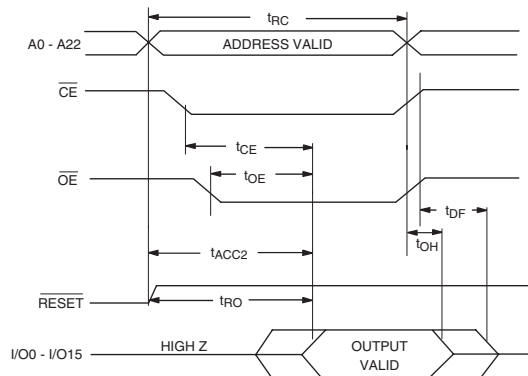 tRC
A0 - A22
ADDRESS VALID
CE
tCE
tOE
OE
tDF
tOH
tACC2
RESET
tRO
I/O0 - I/O15
HIGH Z
OUTPUT
VALID